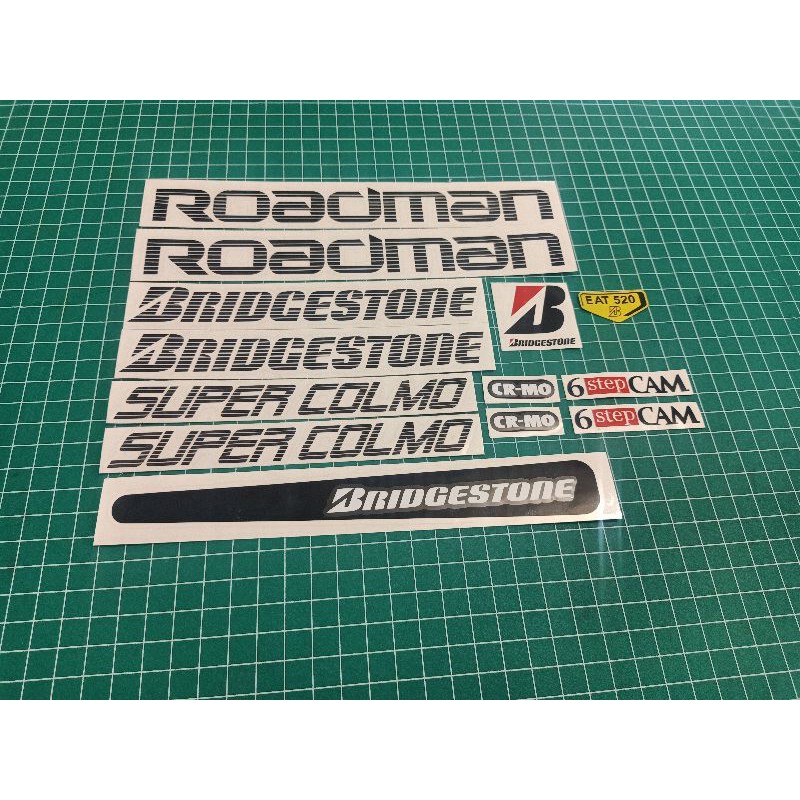 Roadman
Roadman
BRIDGESTONE
BRIDGESTONE
B
BRIDGESTONE
EAT 520
B
SUPER COLMO
SUPER COLMO
CR-MO
6 step CAM
CR-MO
6 step CAM
BRIDGESTONE